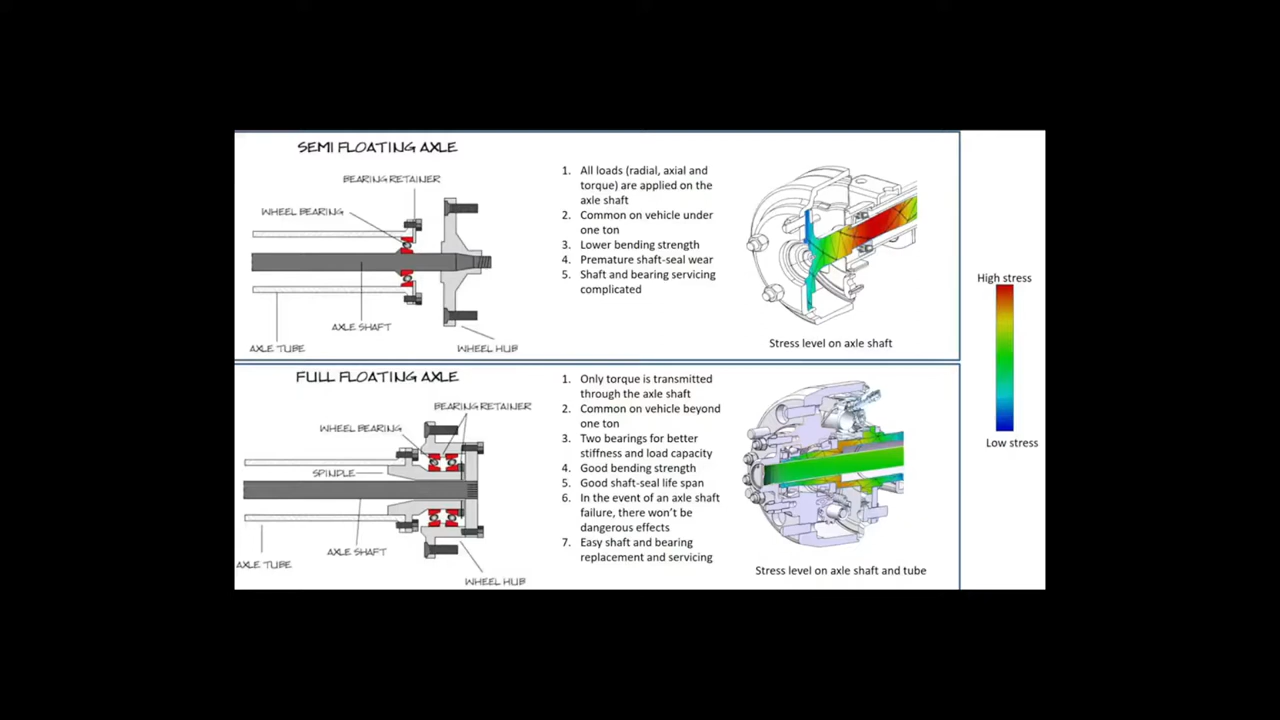 SEMI FLOATING AXLE
BEARING RETAINER
WHEEL BEARING
AXLE SHAFT
AXLE TUBE
WHEEL HUB
1. All loads (radial, axial and
torque) are applied on the
axle shaft
2. Common on vehicle under
one ton
3. Lower bending strength
4. Premature shaft-seal wear
5. Shaft and bearing servicing
complicated
Stress level on axle shaft
High stress
Low stress
FULL FLOATING AXLE
BEARING RETAINER
WHEEL BEARING
SPINDLE
AXLE SHAFT
AXLE TUBE
WHEEL HUB
1. Only torque is transmitted
through the axle shaft
2. Common on vehicle beyond
one ton
3. Two bearings for better
stiffness and load capacity
4. Good bending strength
5. Good shaft-seal life span
6. In the event of an axle shaft
failure, there won't be
dangerous effects
7. Easy shaft and bearing
replacement and servicing
Stress level on axle shaft and tube